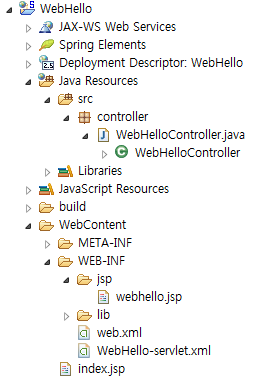 WebHello
JAX-WS Web Services
Spring Elements
Deployment Descriptor: WebHello
Java Resources
src
controller
WebHelloController.java
WebHelloController
Libraries
JavaScript Resources
build
WebContent
META-INF
WEB-INF
jsp
webhello.jsp
lib
web.xml
WebHello-servlet.xml
index.jsp